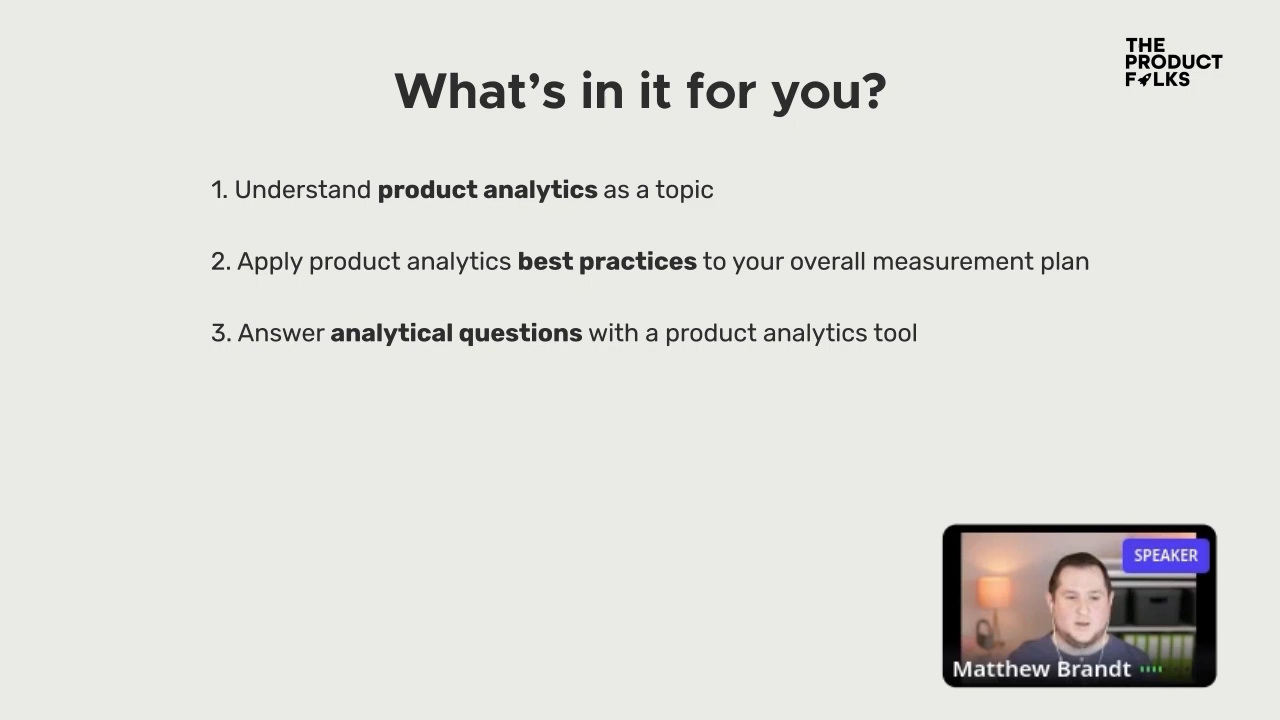 THE
PRODUCT
FOLKS
What's in it for you?
1. Understand product analytics as a topic
2. Apply product analytics best practices to your overall measurement plan
3. Answer analytical questions with a product analytics tool
SPEAKER
Matthew Brandt